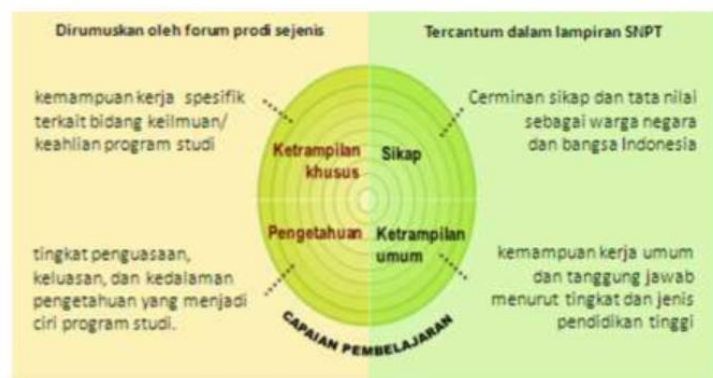 Dirumuskan oleh forum prodi sejenis
Tercantum dalam lampiran SNPT
kemampuan kerja spesifik
terkait bidang keilmuan/
keahlian program studi
Cerminan sikap dan tata nilai
sebagai warga negara
dan bangsa Indonesia
Ketrampilan
khusus
Sikap
Pengetahuan
Ketrampilan
umum
tingkat penguasaan,
keluasan, dan kedalaman
pengetahuan yang menjadi
ciri program studi.
kemampuan kerja umum
dan tanggung jawab
menurut tingkat dan jenis
pendidikan tinggi
CAPAIAN PEMBELAJARAN